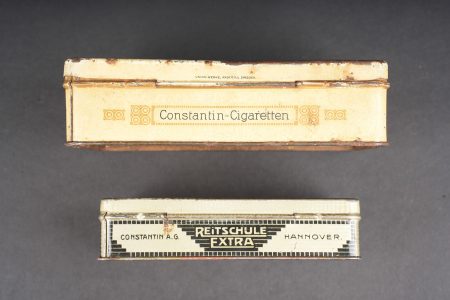 Constantin-Cigaretten
CONSTANTIN A.G. REITSCHULE HANNOVER
EXTRA